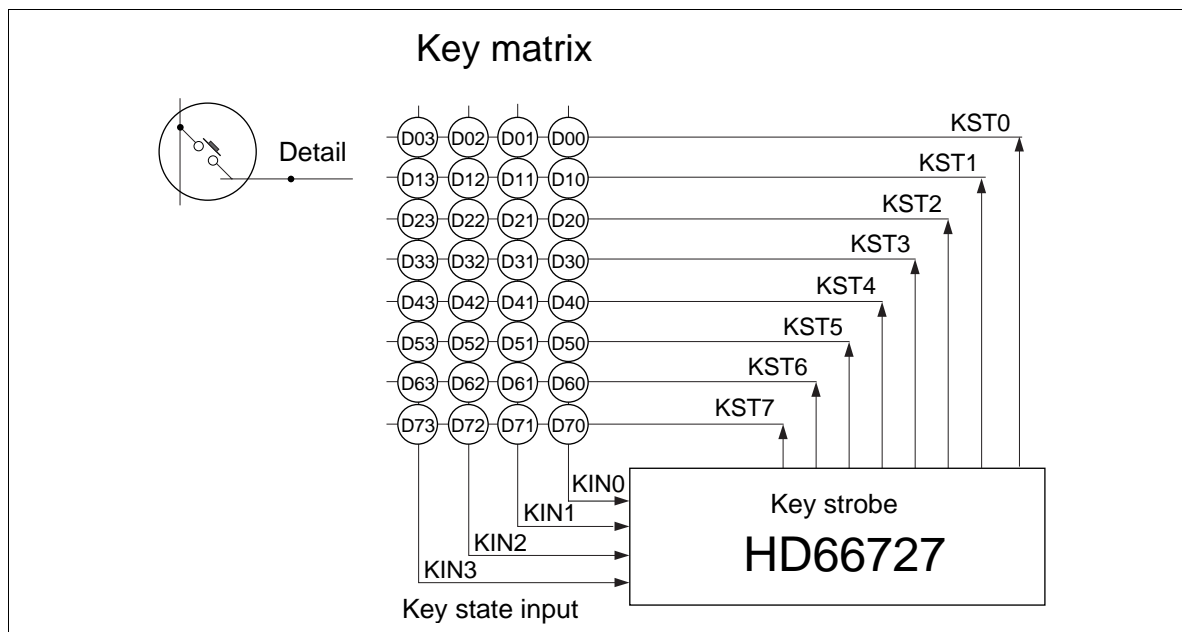 Key matrix
Detail
D03 D02 D01 D00 KST0
D13 D12 D11 D10 KST1
D23 D22 D21 D20 KST2
D33 D32 D31 D30 KST3
D43 D42 D41 D40 KST4
D53 D52 D51 D50 KST5
D63 D62 D61 D60 KST6
D73 D72 D71 D70 KST7
KIN0
KIN1
KIN2
KIN3
Key state input
Key strobe
HD66727